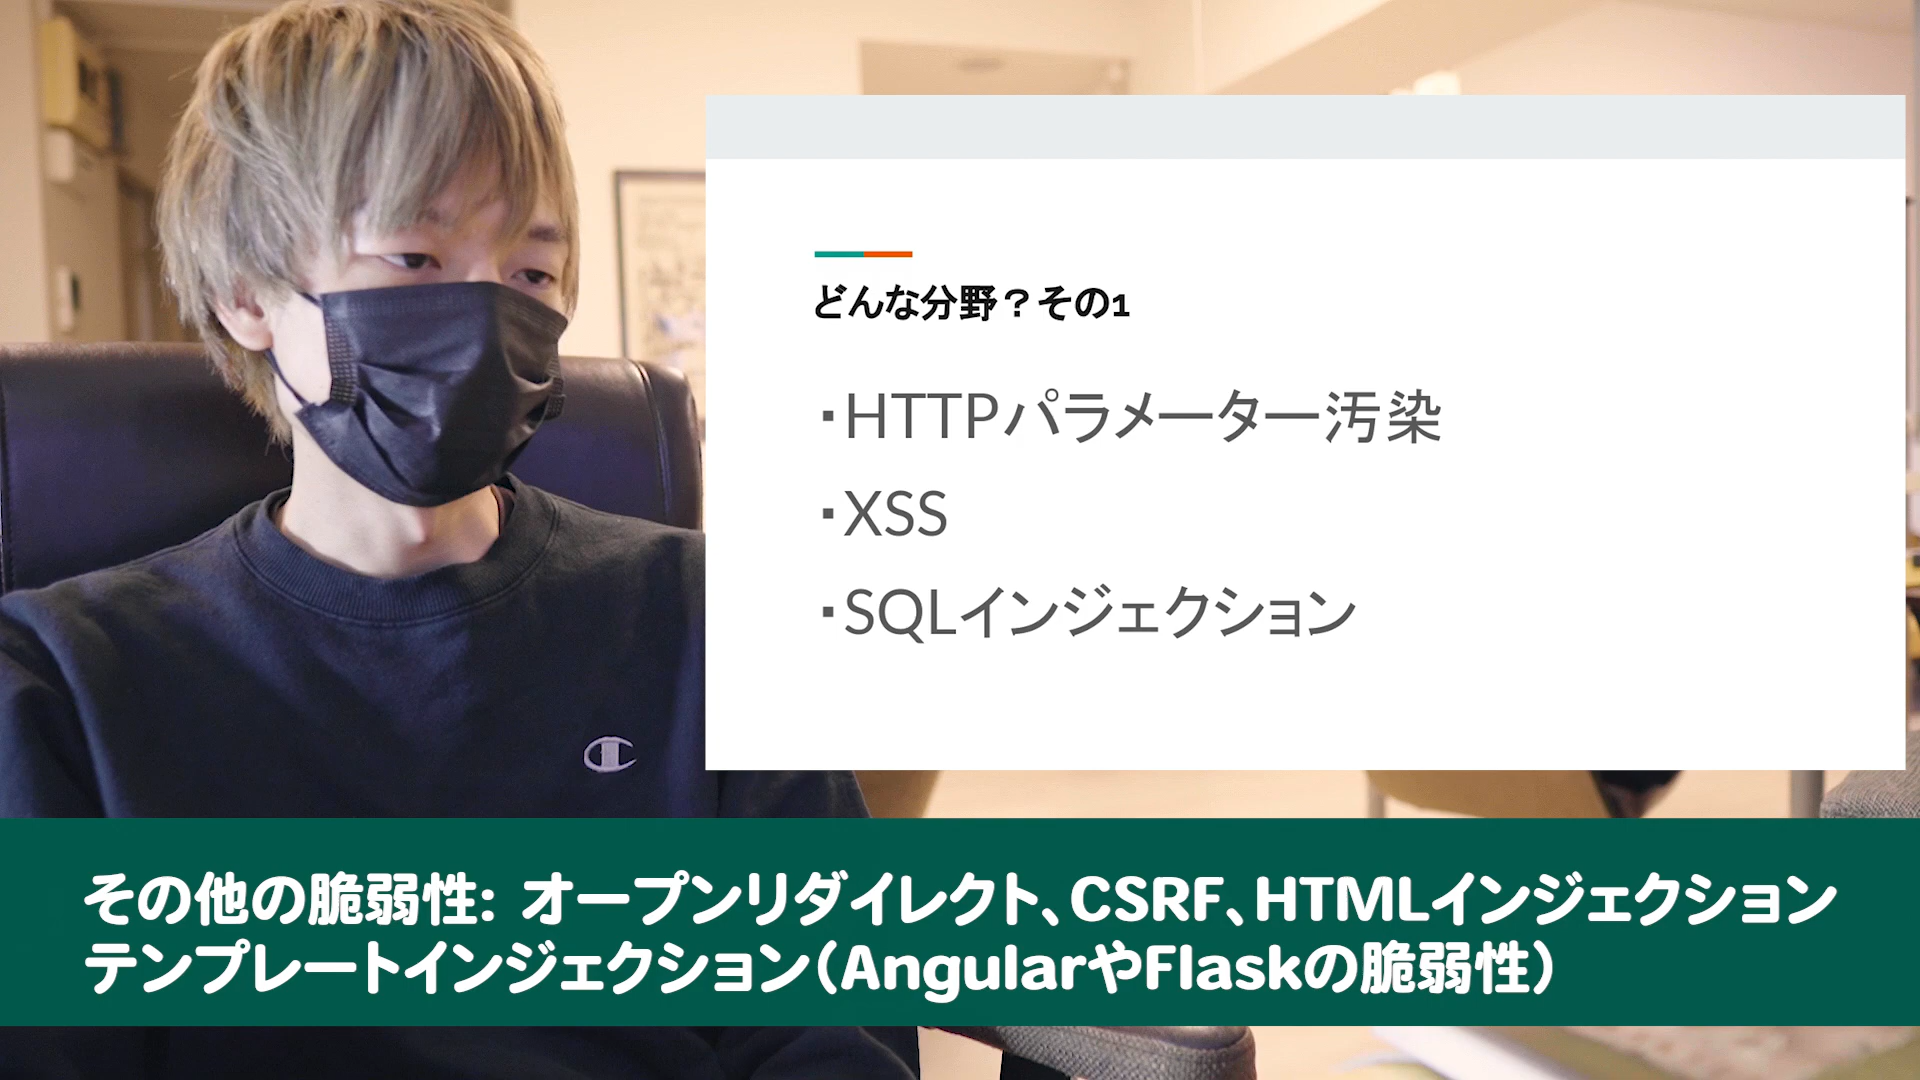 どんな分野？その1
・HTTPパラメーター汚染
・XSS
・SQLインジェクション
その他の脆弱性: オープンリダイレクト、CSRF、HTMLインジェクション
テンプレートインジェクション（AngularやFlaskの脆弱性）